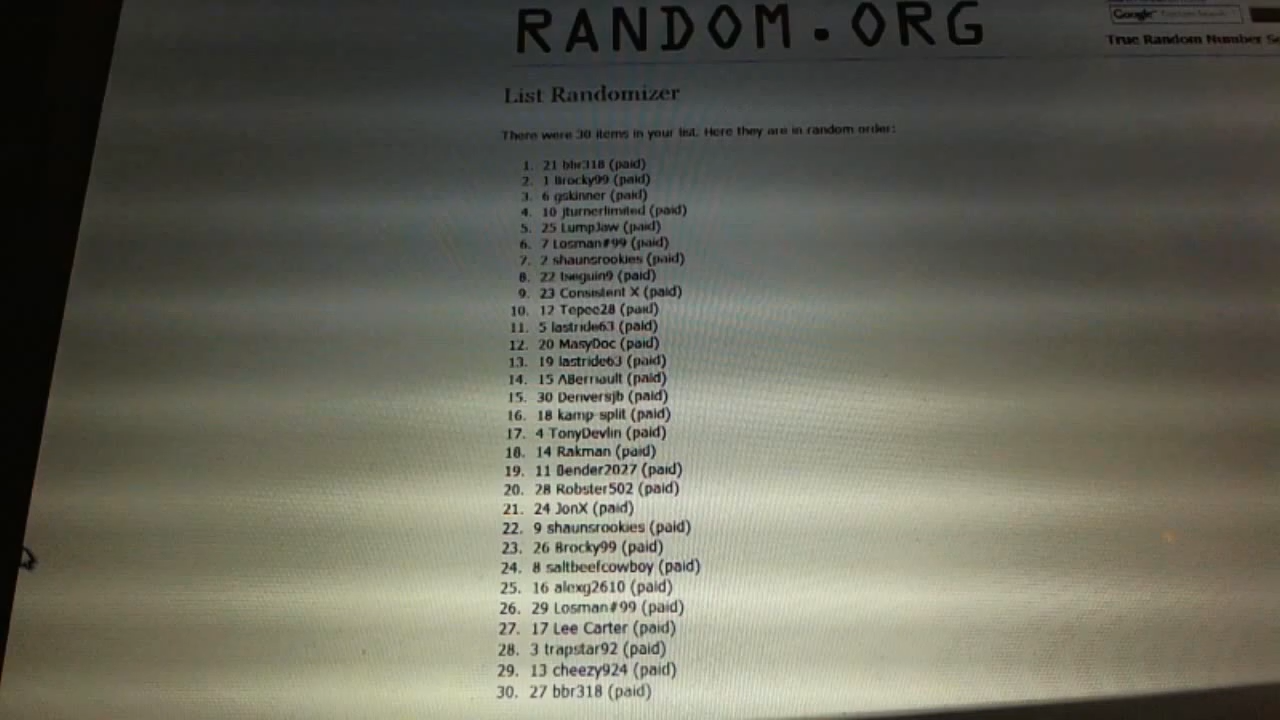 RANDOM.ORG
Google
True Random Number
List Randomizer
There were 30 items in your list. Here they are in random order:
1. 21 bbr318 (paid)
2. 1 Brocky99 (paid)
3. 6 gskinner (paid)
4. 10 jturnerlimited (paid)
5. 25 LumpJaw (paid)
6. 7 Losman#99 (paid)
7. 2 shaunsrookies (paid)
8. 22 tseguin9 (paid)
9. 23 Consistent X (paid)
10. 12 Tepee28 (paid)
11. 5 lastride63 (paid)
12. 20 MasyDoc (paid)
13. 19 lastride63 (paid)
14. 15 ABernault (paid)
15. 30 Denversjb (paid)
16. 18 kamp split (paid)
17. 4 TonyDevlin (paid)
18. 14 Rakman (paid)
19. 11 Bender2027 (paid)
20. 28 Robster502 (paid)
21. 24 JonX (paid)
22. 9 shaunsrookies (paid)
23. 26 Brocky99 (paid)
24. 8 saltbeefcowboy (paid)
25. 16 alexg2610 (paid)
26. 29 Losman#99 (paid)
27. 17 Lee Carter (paid)
28. 3 trapstar92 (paid)
29. 13 cheezy924 (paid)
30. 27 bbr318 (paid)